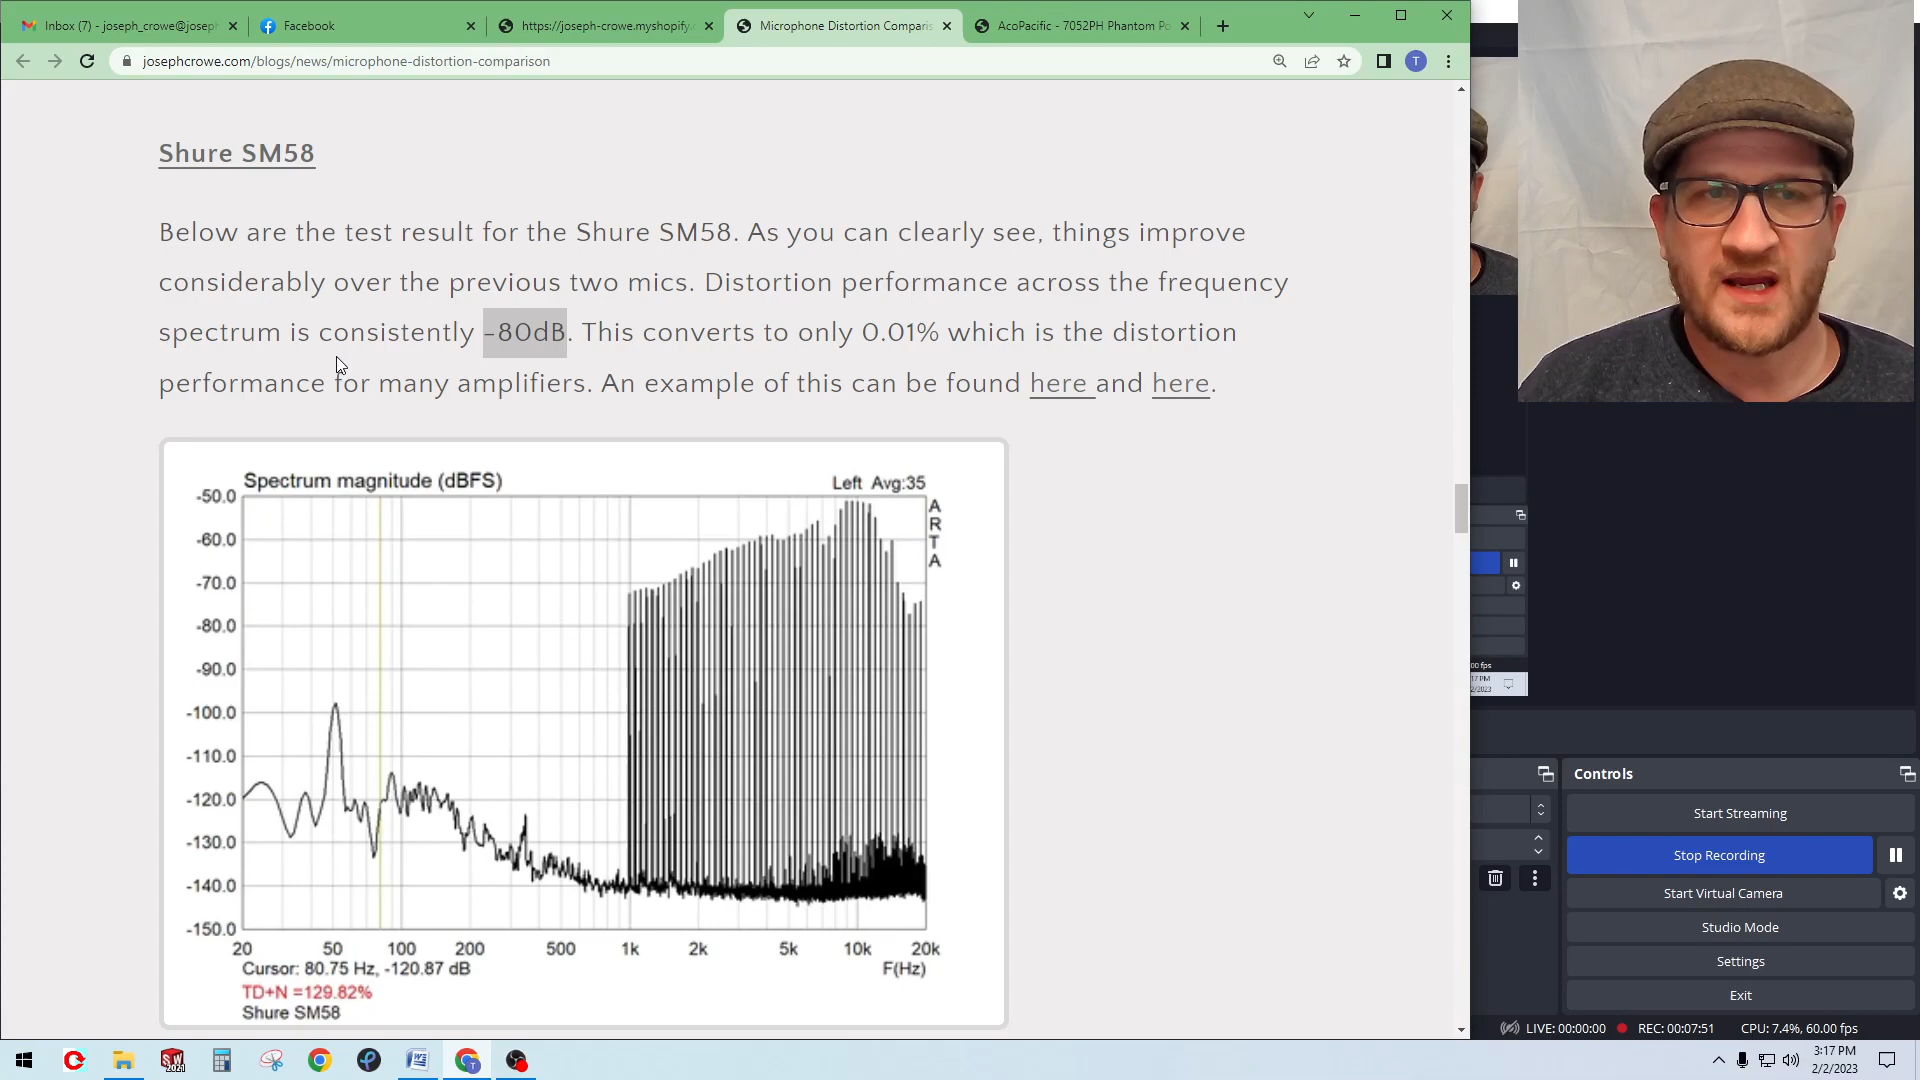 Inbox (7) - joseph_crowe@joseph
Facebook
https://joseph-crowe.myshopify.
Microphone Distortion Comparis
AcoPacific - 7052PH Phantom Po
josephcrowe.com/blogs/news/microphone-distortion-comparison
T
Shure SM58
Below are the test result for the Shure SM58. As you can clearly see, things improve
considerably over the previous two mics. Distortion performance across the frequency
spectrum is consistently -80dB. This converts to only 0.01% which is the distortion
performance for many amplifiers. An example of this can be found here and here.
Spectrum magnitude (dBFS)
Left Avg:35
A
R
T
A
-50.0
-60.0
-70.0
-80.0
-90.0
-100.0
-110.0
-120.0
-130.0
-140.0
-150.0
20 50 100 200 500 1k 2k 5k 10k 20k
Cursor: 80.75 Hz, -120.87 dB
F(Hz)
TD+N =129.82%
Shure SM58
00 fps
17 PM
2/2023
Controls
Start Streaming
Stop Recording
Start Virtual Camera
Studio Mode
Settings
Exit
LIVE: 00:00:00
REC: 00:07:51
CPU: 7.4%, 60.00 fps
SW
2021
W
T
3:17 PM
2/2/2023